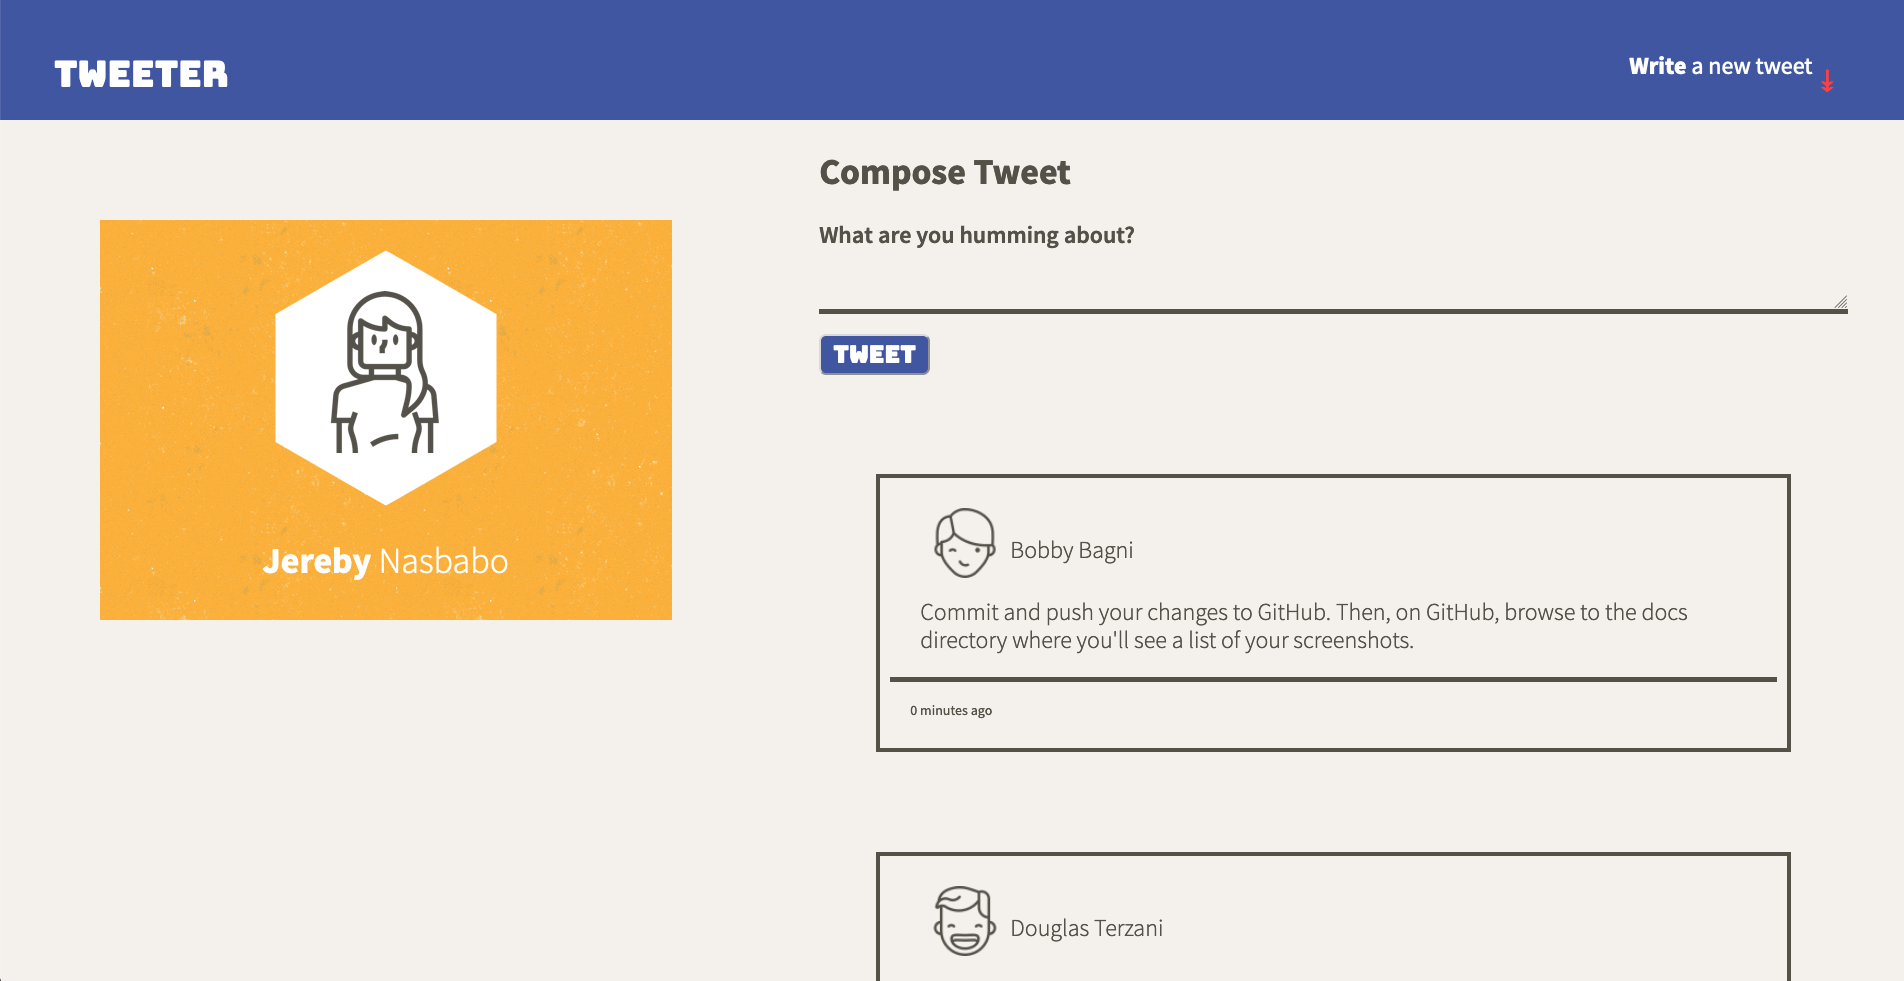 TWEETER
Write a new tweet
Jereby Nasbabo
Compose Tweet
What are you humming about?
TWEET
Bobby Bagni
Commit and push your changes to GitHub. Then, on GitHub, browse to the docs
directory where you'll see a list of your screenshots.
0 minutes ago
Douglas Terzani